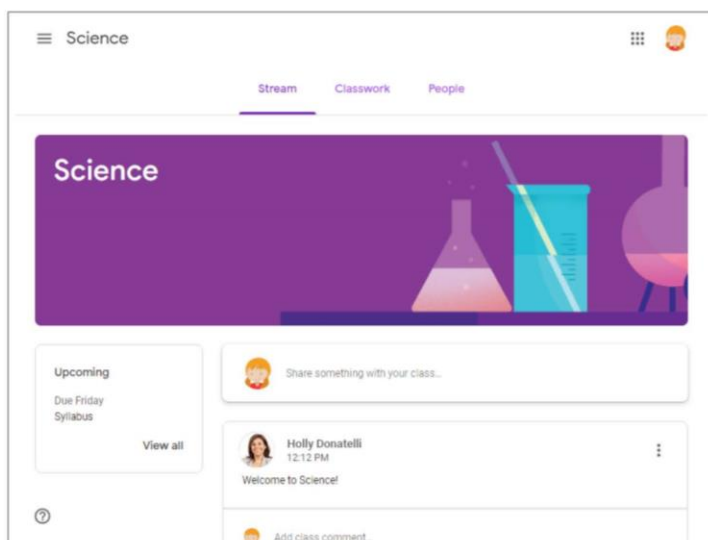 Science
Stream Classwork People
Science
Upcoming
Due Friday
Syllabus
View all
Share something with your class...
Holly Donatelli
12:12 PM
Welcome to Science!
Add class comment...